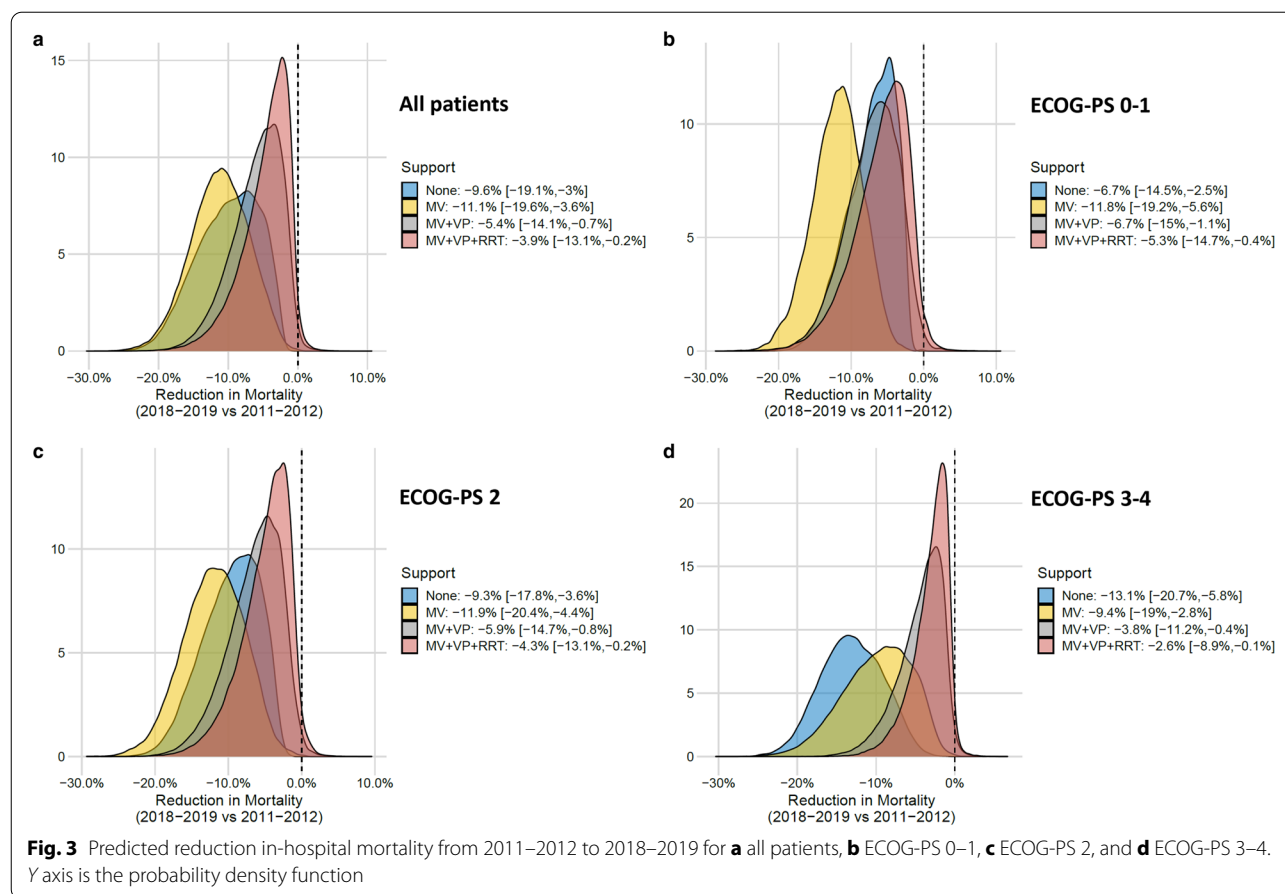 a
15
10
5
0
−30.0% −20.0% −10.0% 0.0% 10.0%
Reduction in Mortality
(2018−2019 vs 2011−2012)
All patients
Support
None: −9.6% [−19.1%,−3%]
MV: −11.1% [−19.6%,−3.6%]
MV+VP: −5.4% [−14.1%,−0.7%]
MV+VP+RRT: −3.9% [−13.1%,−0.2%]
b
10
5
0
−30.0% −20.0% −10.0% 0.0% 10.0%
Reduction in Mortality
(2018−2019 vs 2011−2012)
ECOG-PS 0-1
Support
None: −6.7% [−14.5%,−2.5%]
MV: −11.8% [−19.2%,−5.6%]
MV+VP: −6.7% [−15%,−1.1%]
MV+VP+RRT: −5.3% [−14.7%,−0.4%]
c
10
5
0
−30.0% −20.0% −10.0% 0.0% 10.0%
Reduction in Mortality
(2018−2019 vs 2011−2012)
ECOG-PS 2
Support
None: −9.3% [−17.8%,−3.6%]
MV: −11.9% [−20.4%,−4.4%]
MV+VP: −5.9% [−14.7%,−0.8%]
MV+VP+RRT: −4.3% [−13.1%,−0.2%]
d
20
15
10
5
0
−30% −20% −10% 0%
Reduction in Mortality
(2018−2019 vs 2011−2012)
ECOG-PS 3-4
Support
None: −13.1% [−20.7%,−5.8%]
MV: −9.4% [−19%,−2.8%]
MV+VP: −3.8% [−11.2%,−0.4%]
MV+VP+RRT: −2.6% [−8.9%,−0.1%]
Fig. 3 Predicted reduction in-hospital mortality from 2011–2012 to 2018–2019 for a all patients, b ECOG-PS 0–1, c ECOG-PS 2, and d ECOG-PS 3–4.
Y axis is the probability density function